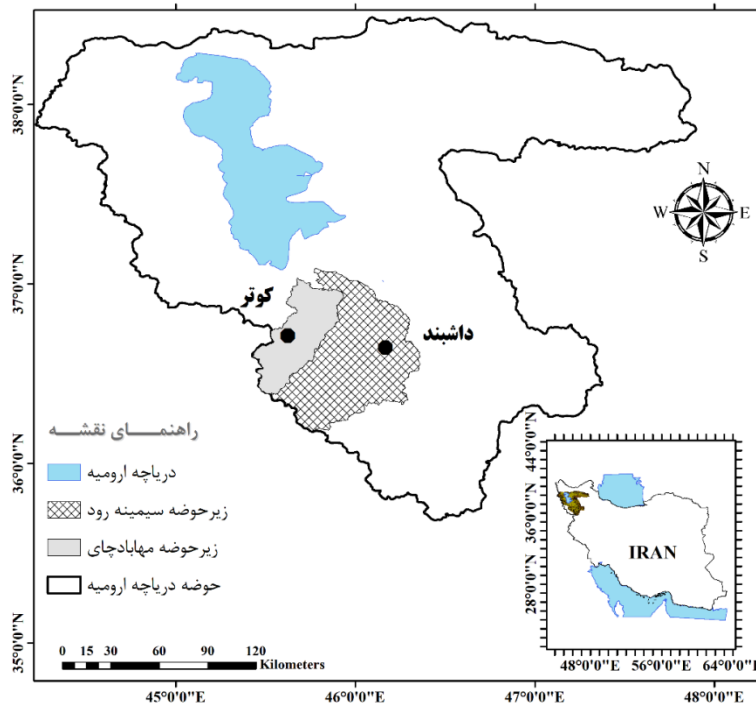 38°0'0"N
37°0'0"N
36°0'0"N
35°0'0"N
N
W E
S
کوتر
داشبند
راهنمای نقشه
دریاچه ارومیه
زیرحوضه سیمینه رود
زیرحوضه مهابادچای
حوضه دریاچه ارومیه
0 15 30 60 90 120
Kilometers
45°0'0"E 46°0'0"E 47°0'0"E 48°0'0"E
44°0'0"N
36°0'0"N
28°0'0"N
IRAN
48°0'0"E 56°0'0"E 64°0'0"E